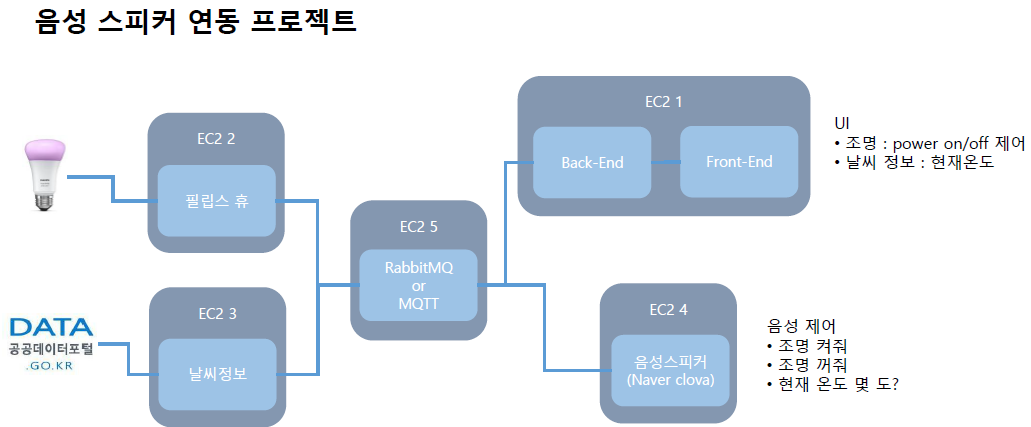 음성 스피커 연동 프로젝트
EC2 2
필립스 휴
DATA
공공데이터포털
.GO.KR
EC2 3
날씨정보
EC2 5
RabbitMQ
or
MQTT
EC2 1
Back-End
Front-End
UI
• 조명 : power on/off 제어
• 날씨 정보 : 현재온도
EC2 4
음성스피커
(Naver clova)
음성 제어
• 조명 켜줘
• 조명 꺼줘
• 현재 온도 몇 도?